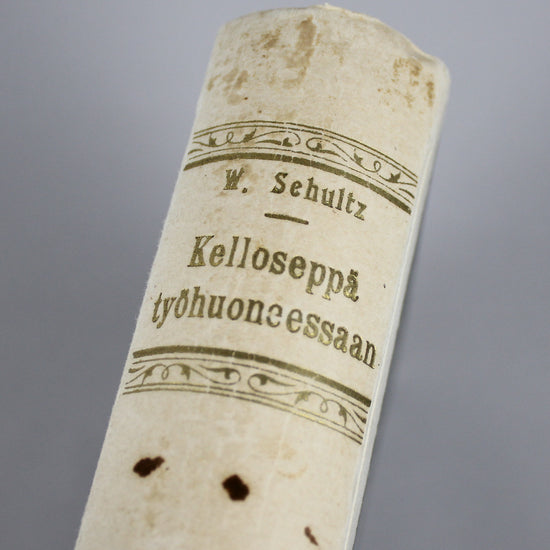 W. Schultz
Kelloseppä
työhuoneessaan